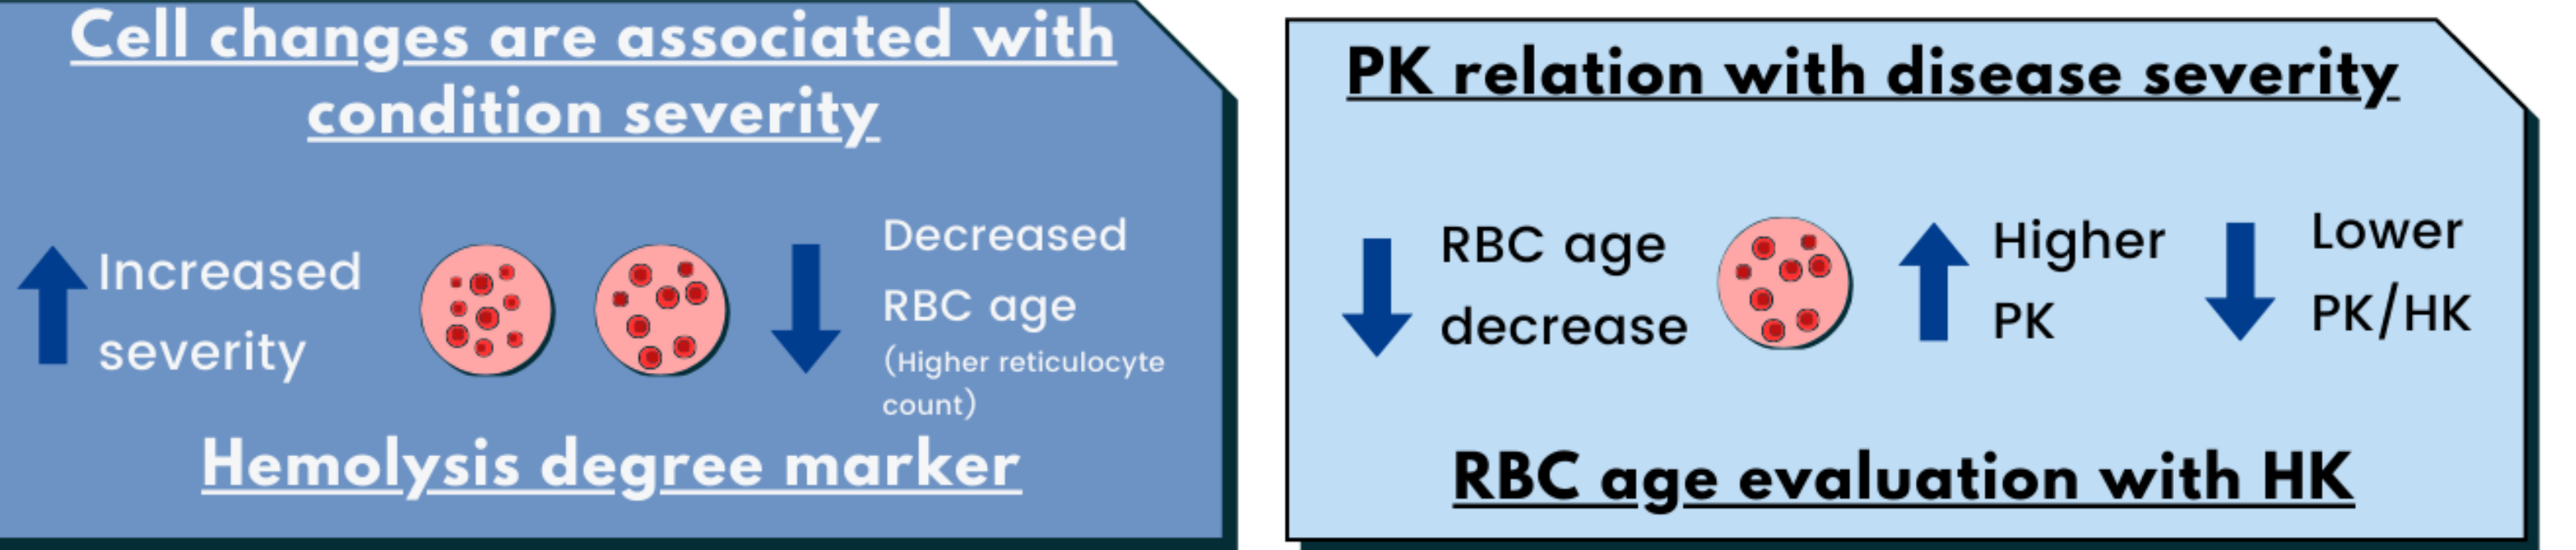 Cell changes are associated with
condition severity
Increased
severity
Decreased
RBC age
(Higher reticulocyte
count)
Hemolysis degree marker
PK relation with disease severity
RBC age
decrease
Higher
PK
Lower
PK/HK
RBC age evaluation with HK